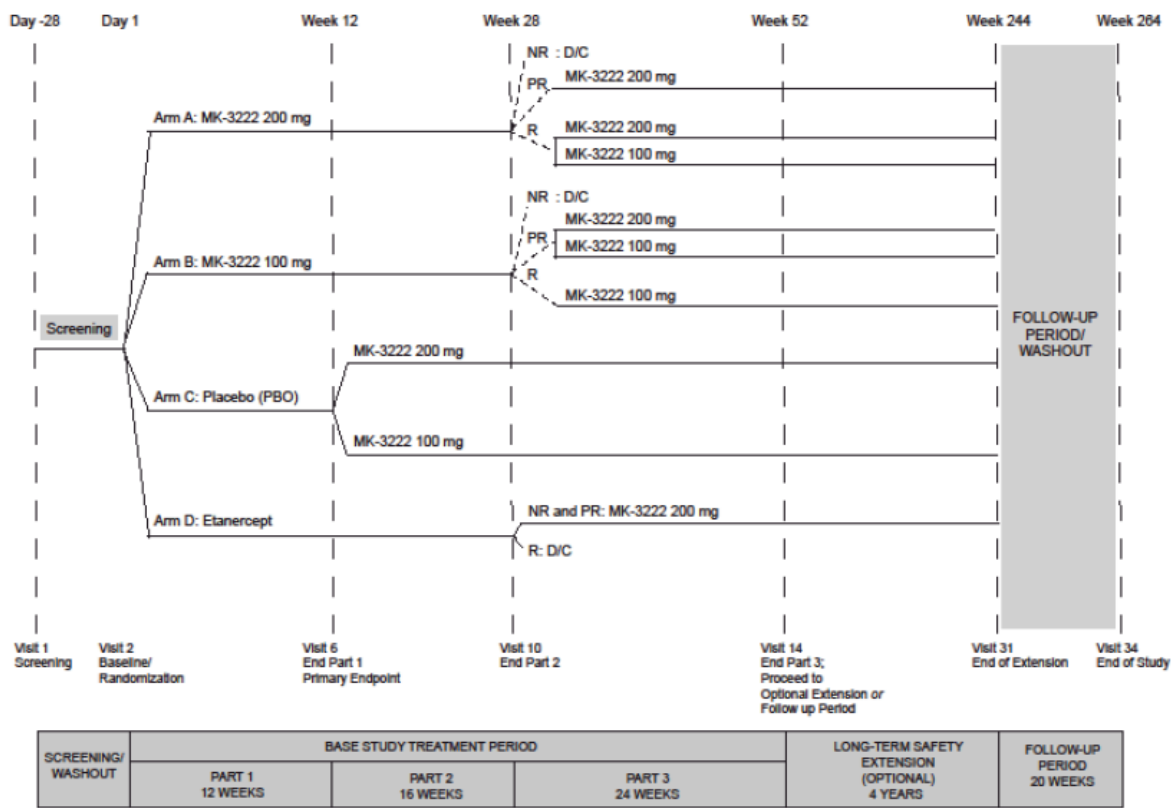 Day -28 Day 1 Week 12 Week 28 Week 52 Week 244 Week 264
NR : D/C
MK-3222 200 mg
PR
Arm A: MK-3222 200 mg
R
MK-3222 200 mg
MK-3222 100 mg
NR : D/C
MK-3222 200 mg
PR
MK-3222 100 mg
Arm B: MK-3222 100 mg
R
MK-3222 100 mg
Screening
FOLLOW-UP
PERIOD/
WASHOUT
MK-3222 200 mg
Arm C: Placebo (PBO)
MK-3222 100 mg
NR and PR: MK-3222 200 mg
Arm D: Etanercept
R: D/C
Visit 1
Screening
Visit 2
Baseline/
Randomization
Visit 6
End Part 1
Primary Endpoint
Visit 10
End Part 2
Visit 14
End Part 3;
Proceed to
Optional Extension or
Follow up Period
Visit 31
End of Extension
Visit 34
End of Study
SCREENING/
WASHOUT
BASE STUDY TREATMENT PERIOD
PART 1
12 WEEKS
PART 2
16 WEEKS
PART 3
24 WEEKS
LONG-TERM SAFETY
EXTENSION
(OPTIONAL)
4 YEARS
FOLLOW-UP
PERIOD
20 WEEKS